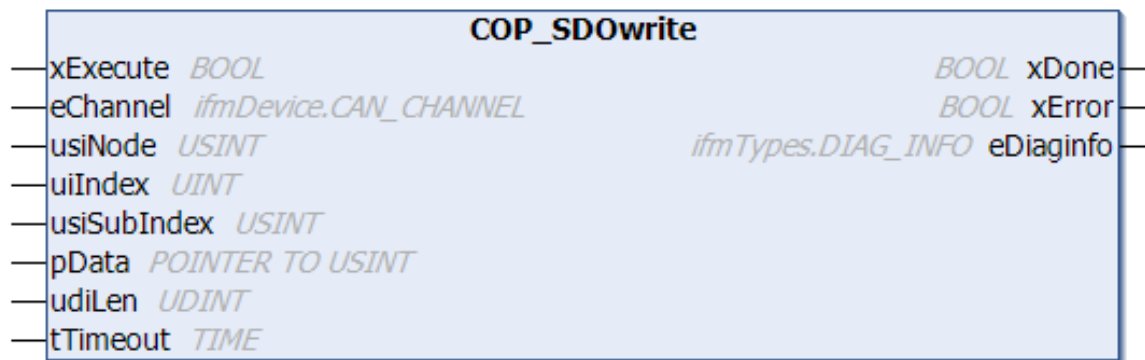 COP_SDOwrite
xExecute BOOL BOOL xDone
eChannel ifmDevice.CAN_CHANNEL BOOL xError
usiNode USINT ifmTypes.DIAG_INFO eDiaginfo
uiIndex UINT
usiSubIndex USINT
pData POINTER TO USINT
udiLen UDINT
tTimeout TIME